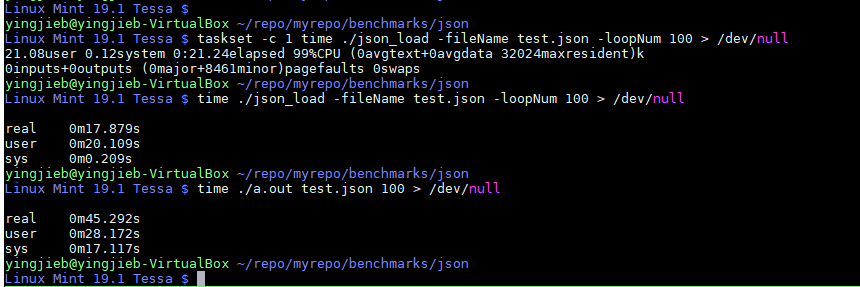 Linux Mint 19.1 Tessa $
yingjieb@yingjieb-VirtualBox ~/repo/myrepo/benchmarks/json
Linux Mint 19.1 Tessa $ taskset -c 1 time ./json_load -fileName test.json -loopNum 100 > /dev/null
21.08user 0.12system 0:21.24elapsed 99%CPU (0avgtext+0avgdata 32024maxresident)k
0inputs+0outputs (0major+8461minor)pagefaults 0swaps
yingjieb@yingjieb-VirtualBox ~/repo/myrepo/benchmarks/json
Linux Mint 19.1 Tessa $ time ./json_load -fileName test.json -loopNum 100 > /dev/null
real 0m17.879s
user 0m20.109s
sys 0m0.209s
yingjieb@yingjieb-VirtualBox ~/repo/myrepo/benchmarks/json
Linux Mint 19.1 Tessa $ time ./a.out test.json 100 > /dev/null
real 0m45.292s
user 0m28.172s
sys 0m17.117s
yingjieb@yingjieb-VirtualBox ~/repo/myrepo/benchmarks/json
Linux Mint 19.1 Tessa $